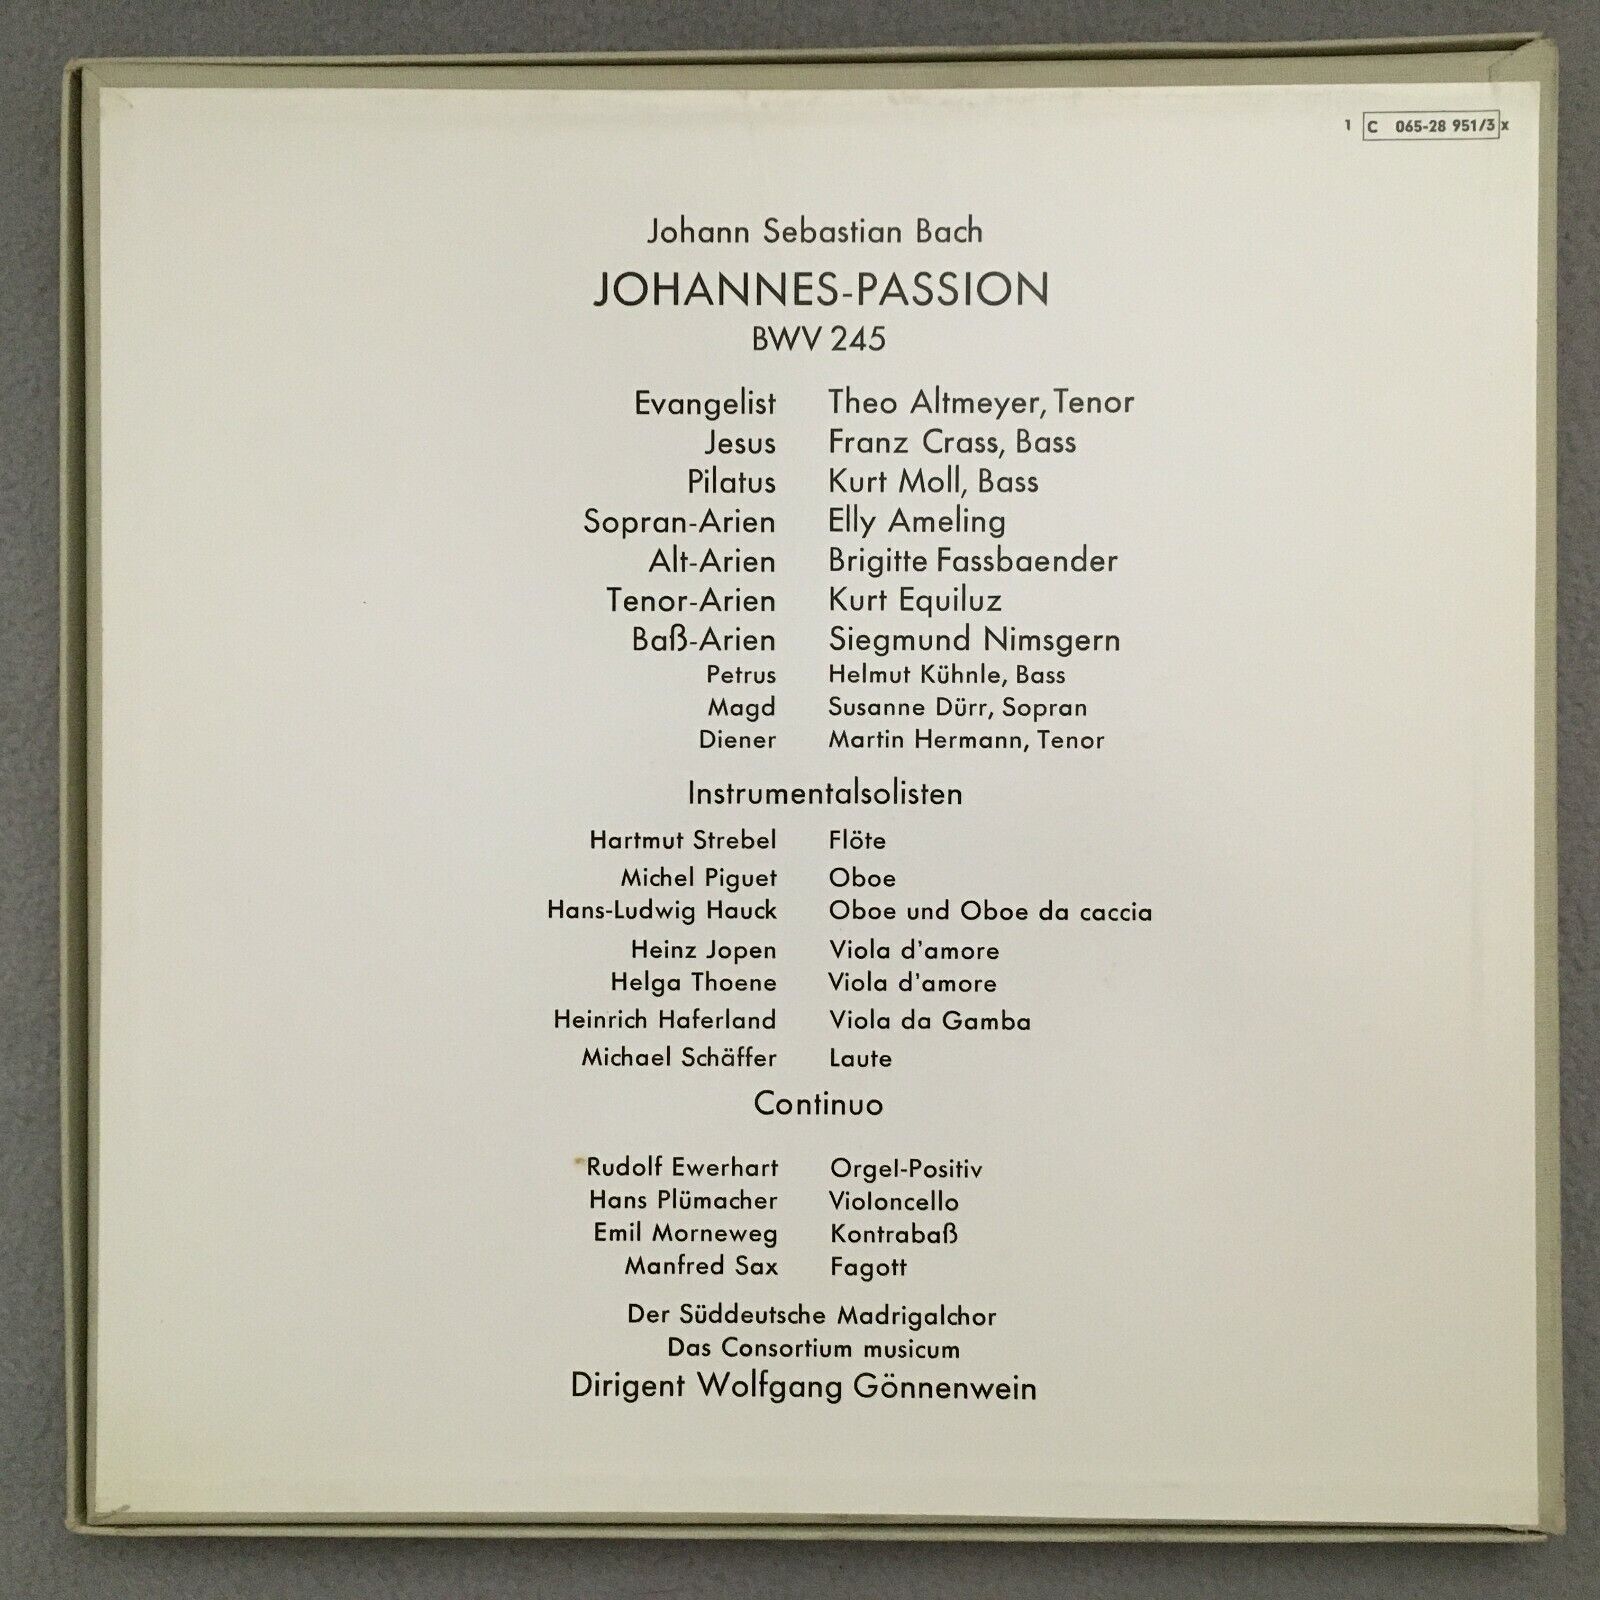 1 C 065-28 951/3 x
Johann Sebastian Bach
JOHANNES-PASSION
BWV 245
Evangelist Theo Altmeyer, Tenor
Jesus Franz Crass, Bass
Pilatus Kurt Moll, Bass
Sopran-Arien Elly Ameling
Alt-Arien Brigitte Fassbaender
Tenor-Arien Kurt Equiluz
Baß-Arien Siegmund Nimsgern
Petrus Helmut Kühnle, Bass
Magd Susanne Dürr, Sopran
Diener Martin Hermann, Tenor
Instrumentalsolisten
Hartmut Strebel Flöte
Michel Piguet Oboe
Hans-Ludwig Hauck Oboe und Oboe da caccia
Heinz Jopen Viola d'amore
Helga Thoene Viola d'amore
Heinrich Haferland Viola da Gamba
Michael Schäffer Laute
Continuo
Rudolf Ewerhart Orgel-Positiv
Hans Plümacher Violoncello
Emil Morneweg Kontrabaß
Manfred Sax Fagott
Der Süddeutsche Madrigalchor
Das Consortium musicum
Dirigent Wolfgang Gönnenwein